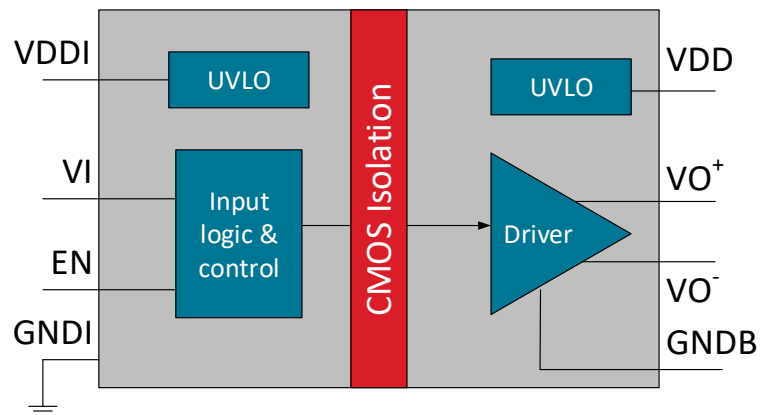 VDDI
UVLO
VI
Input
logic &
control
EN
GNDI
CMOS Isolation
UVLO
VDD
Driver
VO+
VO-
GNDB